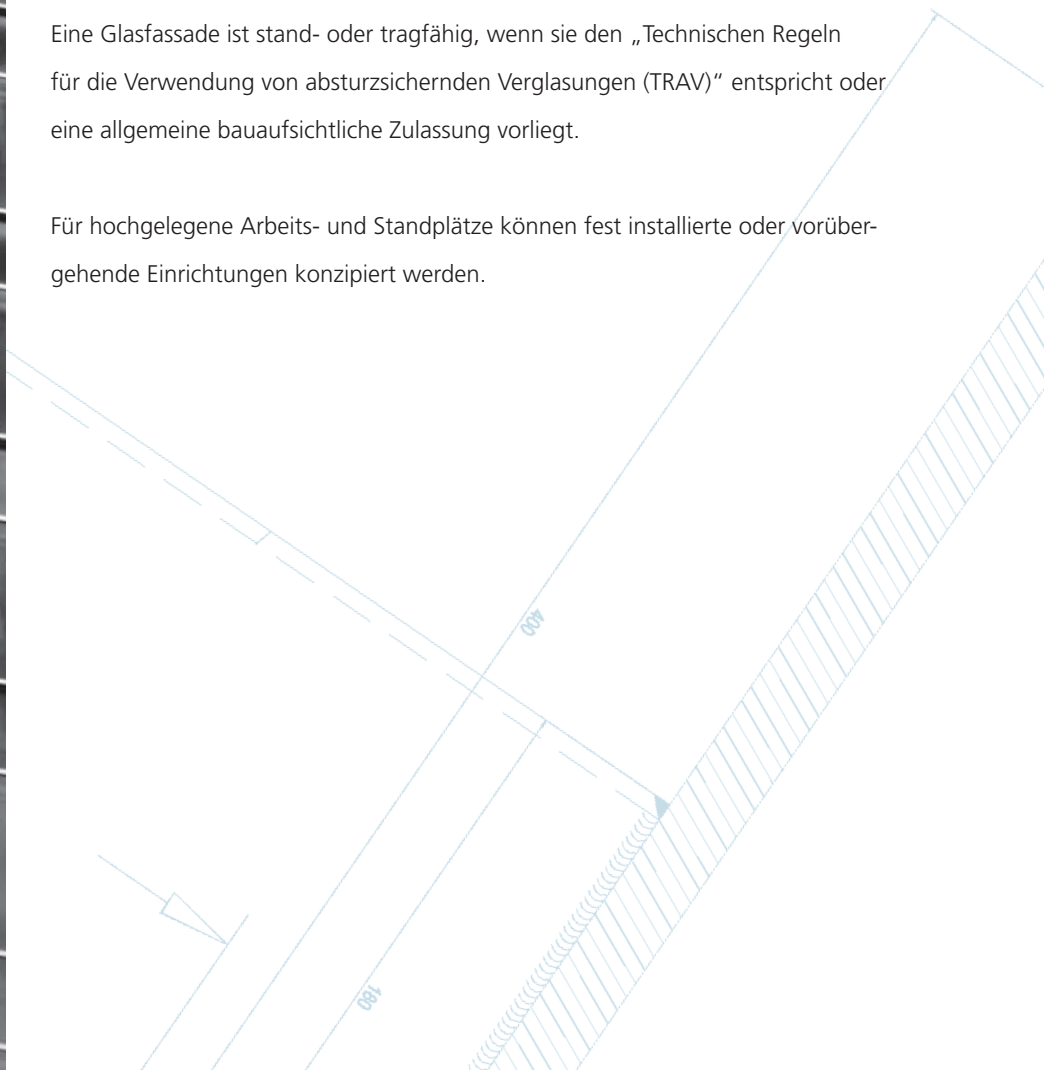 Eine Glasfassade ist stand- oder tragfähig, wenn sie den „Technischen Regeln
für die Verwendung von absturzsichernden Verglasungen (TRAV)“ entspricht oder
eine allgemeine bauaufsichtliche Zulassung vorliegt.
Für hochgelegene Arbeits- und Standplätze können fest installierte oder vorüber-
gehende Einrichtungen konzipiert werden.
400
180